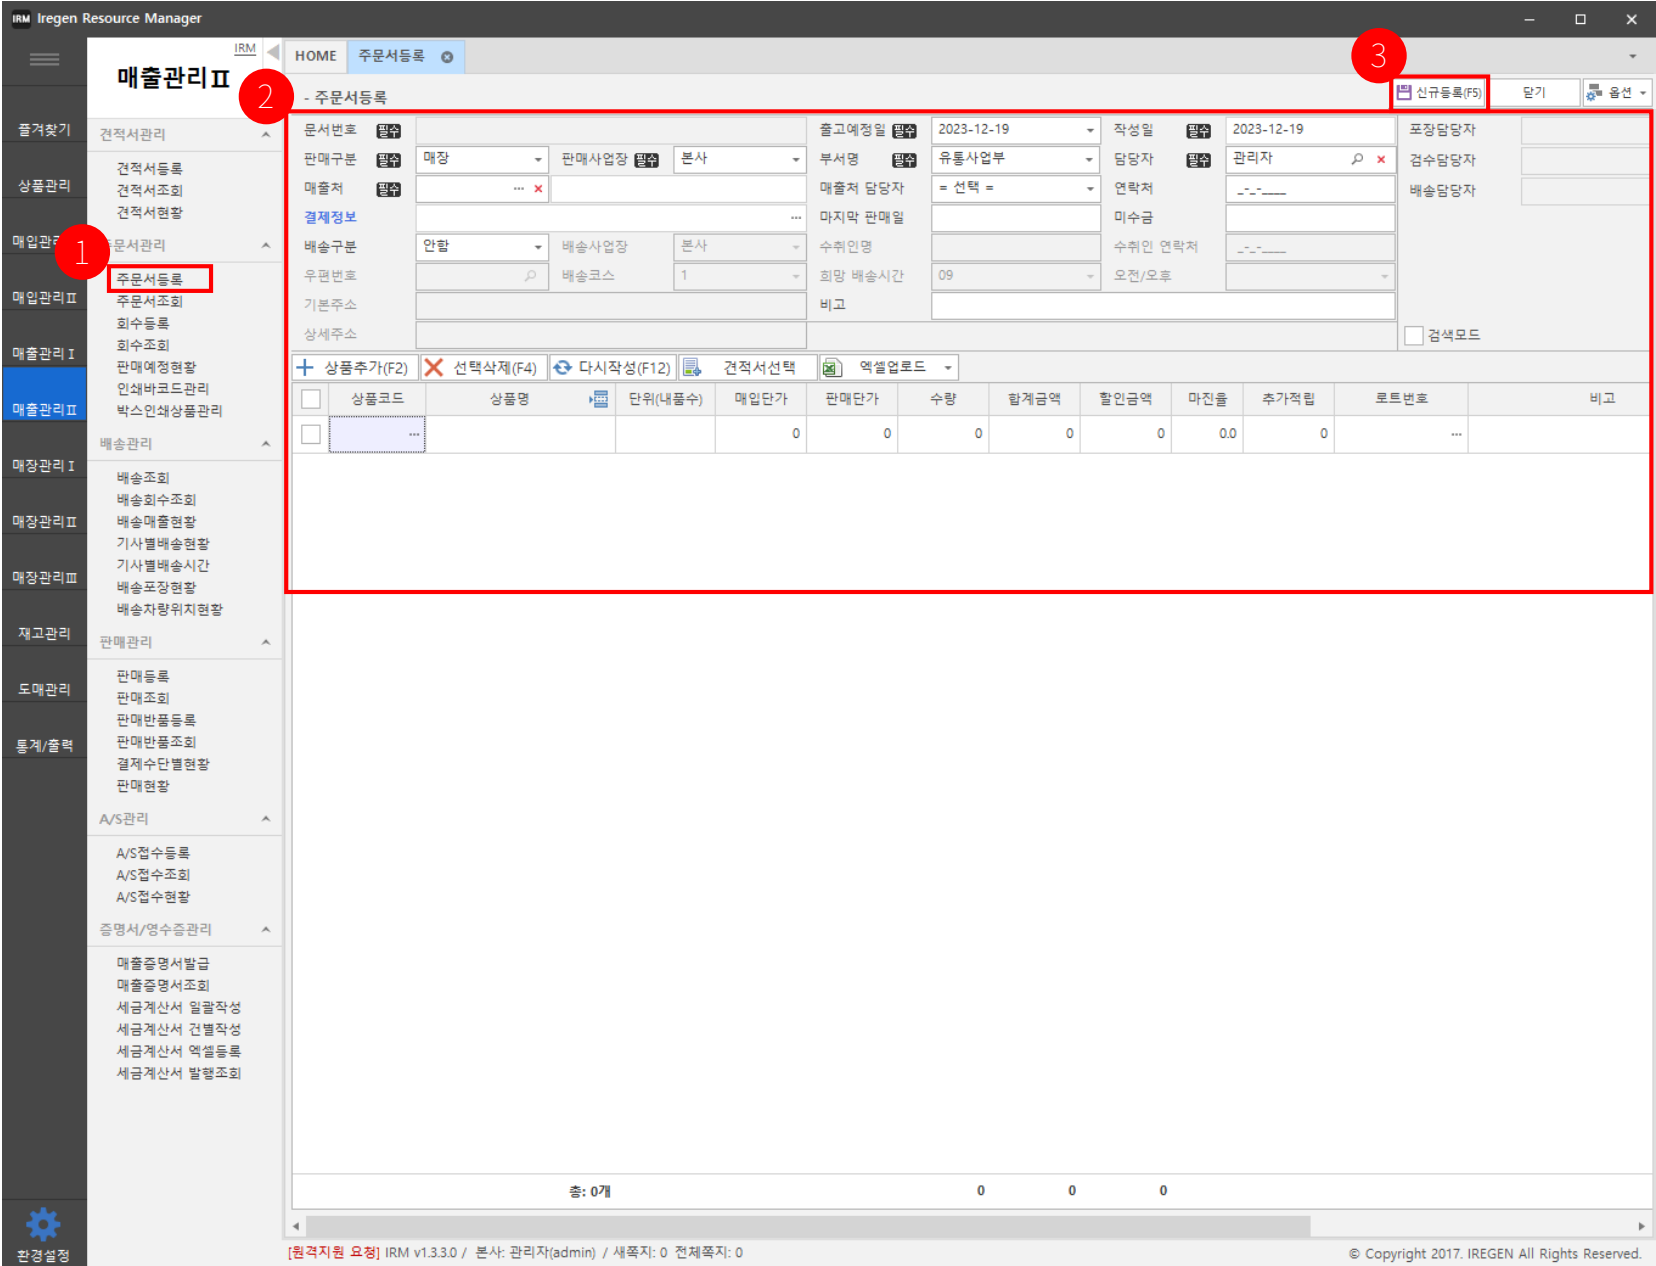 IRM Iregen Resource Manager
IRM
매출관리Ⅱ
즐겨찾기
상품관리
매입관
매입관리Ⅱ
매출관리Ⅰ
매출관리Ⅱ
매장관리Ⅰ
매장관리Ⅱ
매장관리Ⅲ
재고관리
도매관리
통계/출력
환경설정
견적서관리
견적서등록
견적서조회
견적서현황
1
문서관리
주문서등록
주문서조회
회수등록
회수조회
판매예정현황
인쇄바코드관리
박스인쇄상품관리
배송관리
배송조회
배송회수조회
배송매출현황
기사별배송현황
기사별배송시간
배송포장현황
배송차량위치현황
판매관리
판매등록
판매조회
판매반품등록
판매반품조회
결제수단별현황
판매현황
A/S관리
A/S접수등록
A/S접수조회
A/S접수현황
증명서/영수증관리
매출증명서발급
매출증명서조회
세금계산서 일괄작성
세금계산서 건별작성
세금계산서 엑셀등록
세금계산서 발행조회
HOME 주문서등록
2
3
- 주문서등록
신규등록(F5) 닫기 옵션
문서번호 필수 출고예정일 필수 2023-12-19 작성일 필수 2023-12-19 포장담당자
판매구분 필수 매장 판매사업장 필수 본사 부서명 필수 유통사업부 담당자 필수 관리자 검수담당자
매출처 필수 ··· 매출처 담당자 = 선택 = 연락처 _-_-____ 배송담당자
결제정보 ··· 마지막 판매일 미수금
배송구분 안함 배송사업장 본사 수취인명 수취인 연락처 _-_-____
우편번호 배송코스 1 희망 배송시간 09 오전/오후
기본주소 비고
상세주소 검색모드
상품추가(F2) 선택삭제(F4) 다시작성(F12) 견적서선택 엑셀업로드
상품코드 상품명 단위(내품수) 매입단가 판매단가 수량 합계금액 할인금액 마진율 추가적립 로트번호 비고
··· 0 0 0 0 0 0.0 0 ···
총: 0개 0 0 0
[원격지원 요청] IRM v1.3.3.0 / 본사: 관리자(admin) / 새쪽지: 0 전체쪽지: 0
© Copyright 2017. IREGEN All Rights Reserved.